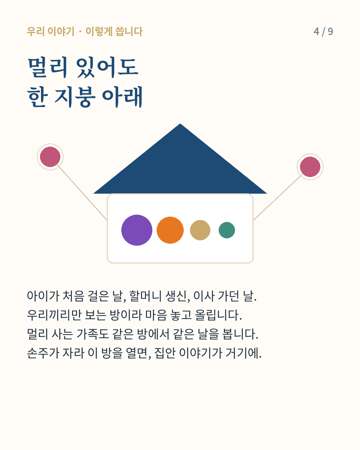 우리 이야기 · 이렇게 씁니다
4 / 9
멀리 있어도
한 지붕 아래
아이가 처음 걸은 날, 할머니 생신, 이사 가던 날.
우리끼리만 보는 방이라 마음 놓고 올립니다.
멀리 사는 가족도 같은 방에서 같은 날을 봅니다.
손주가 자라 이 방을 열면, 집안 이야기가 거기에.